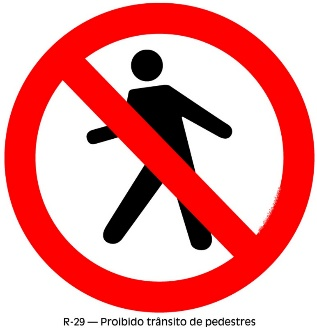 R-29 — Proibido trânsito de pedestres